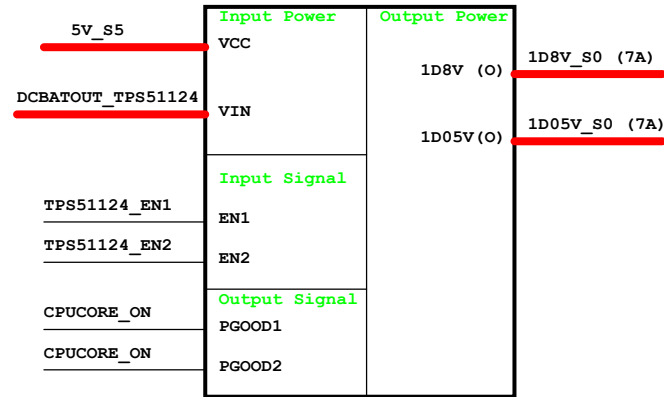 Input Power
Output Power
5V_S5
VCC
1D8V (O)
1D8V_S0 (7A)
DCBATOUT_TPS51124
VIN
1D05V(O)
1D05V_S0 (7A)
Input Signal
TPS51124_EN1
EN1
TPS51124_EN2
EN2
Output Signal
CPUCORE_ON
PGOOD1
CPUCORE_ON
PGOOD2